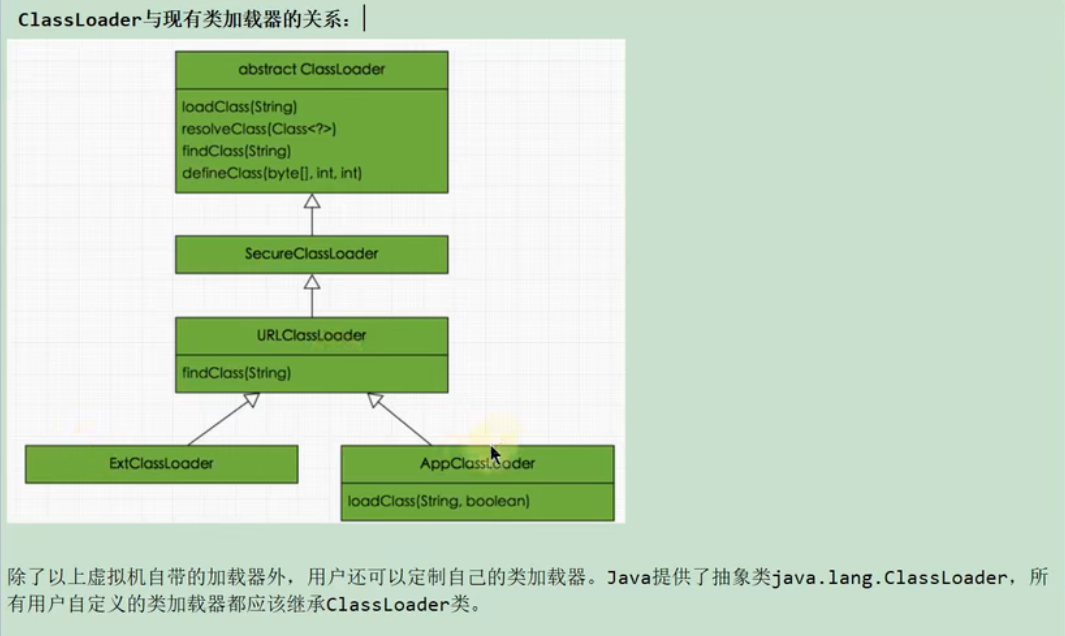 ClassLoader与现有类加载器的关系：
abstract ClassLoader
loadClass(String)
resolveClass(Class<?>)
findClass(String)
defineClass(byte[], int, int)
SecureClassLoader
URLClassLoader
findClass(String)
ExtClassLoader
AppClassLoader
loadClass(String, boolean)
除了以上虚拟机自带的加载器外，用户还可以定制自己的类加载器。Java提供了抽象类java.lang.ClassLoader，所
有用户自定义的类加载器都应该继承ClassLoader类。